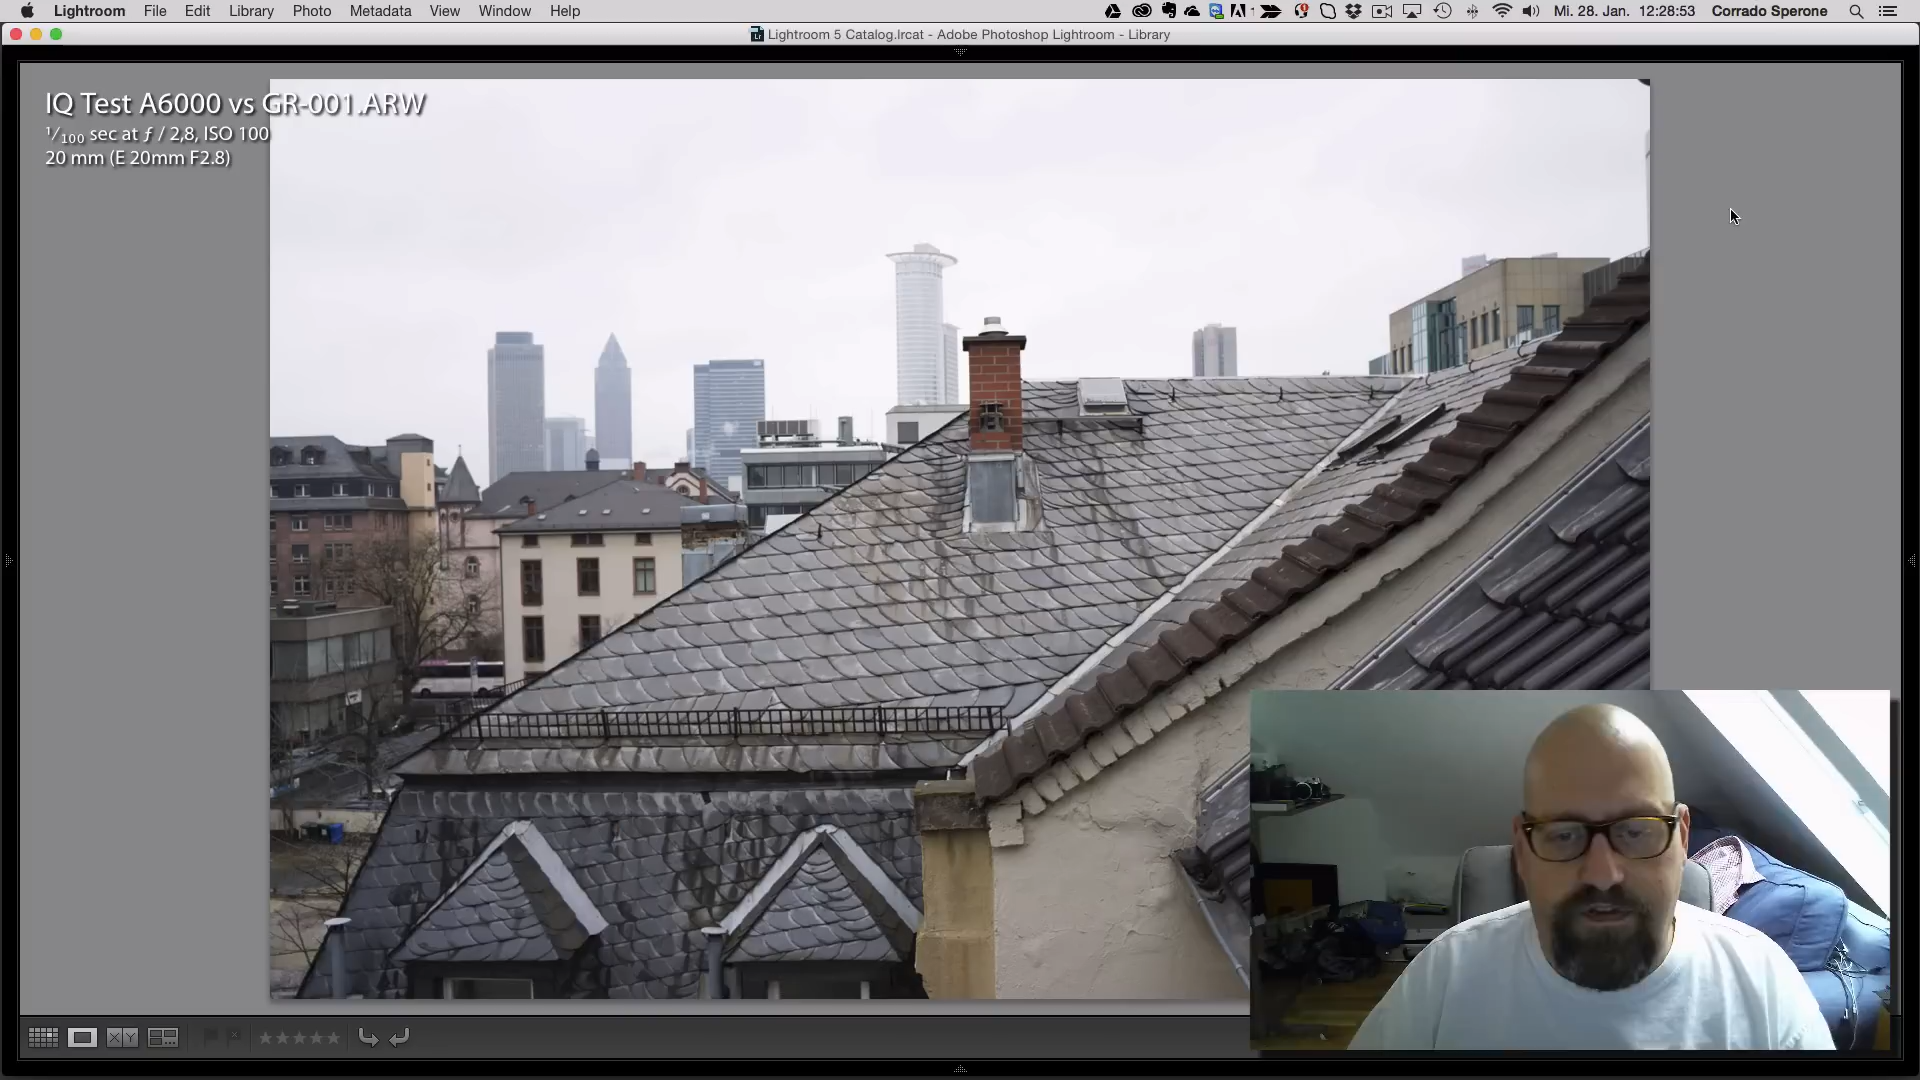 Lightroom File Edit Library Photo Metadata View Window Help Mi. 28. Jan. 12:28:53 Corrado Sperone
Lightroom 5 Catalog.lrcat - Adobe Photoshop Lightroom - Library
IQ Test A6000 vs GR-001.ARW
1/100 sec at ƒ / 2,8, ISO 100
20 mm (E 20mm F2.8)
X Y